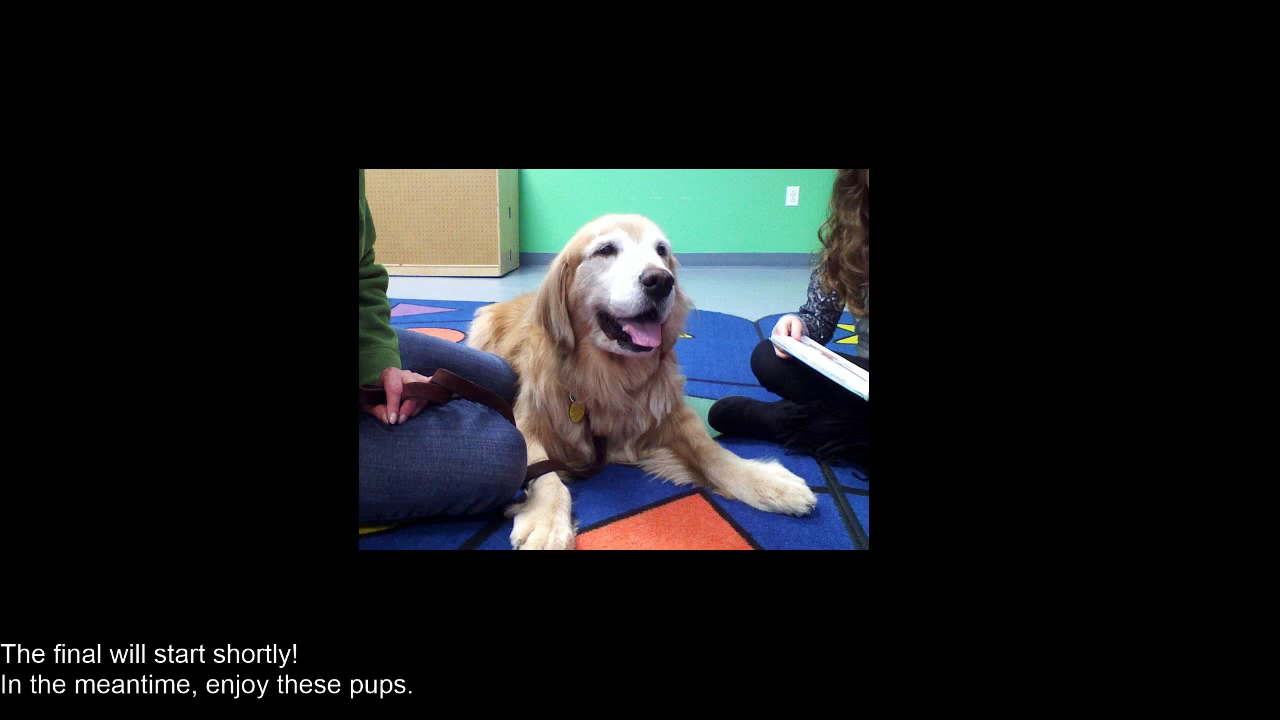 The final will start shortly!
In the meantime, enjoy these pups.